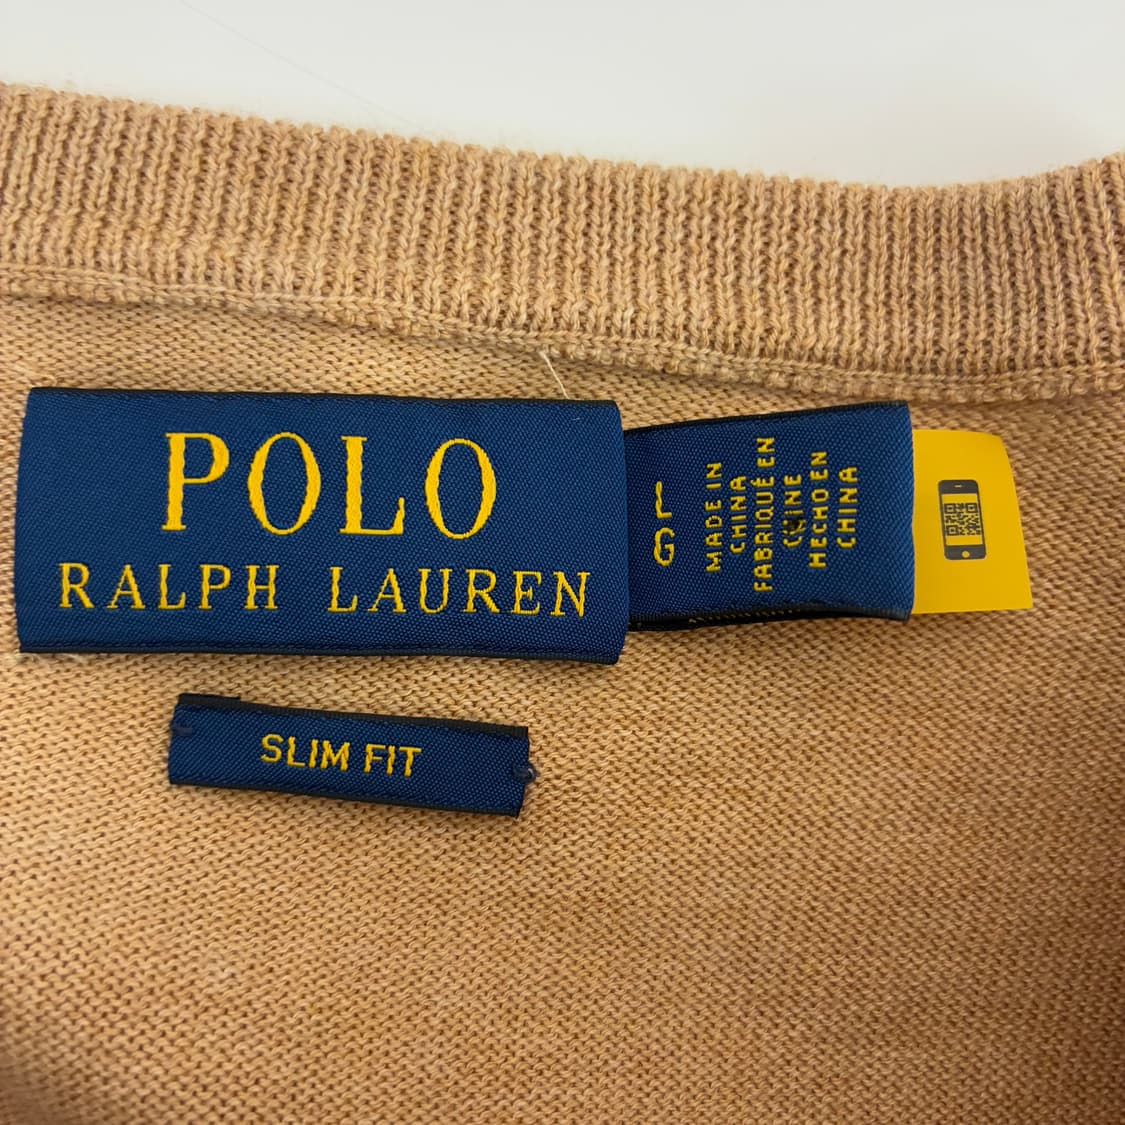 POLO
RALPH LAUREN
L
G
MADE IN
CHINA
FABRIQUÉ EN
CHINE
HECHO EN
CHINA
SLIM FIT